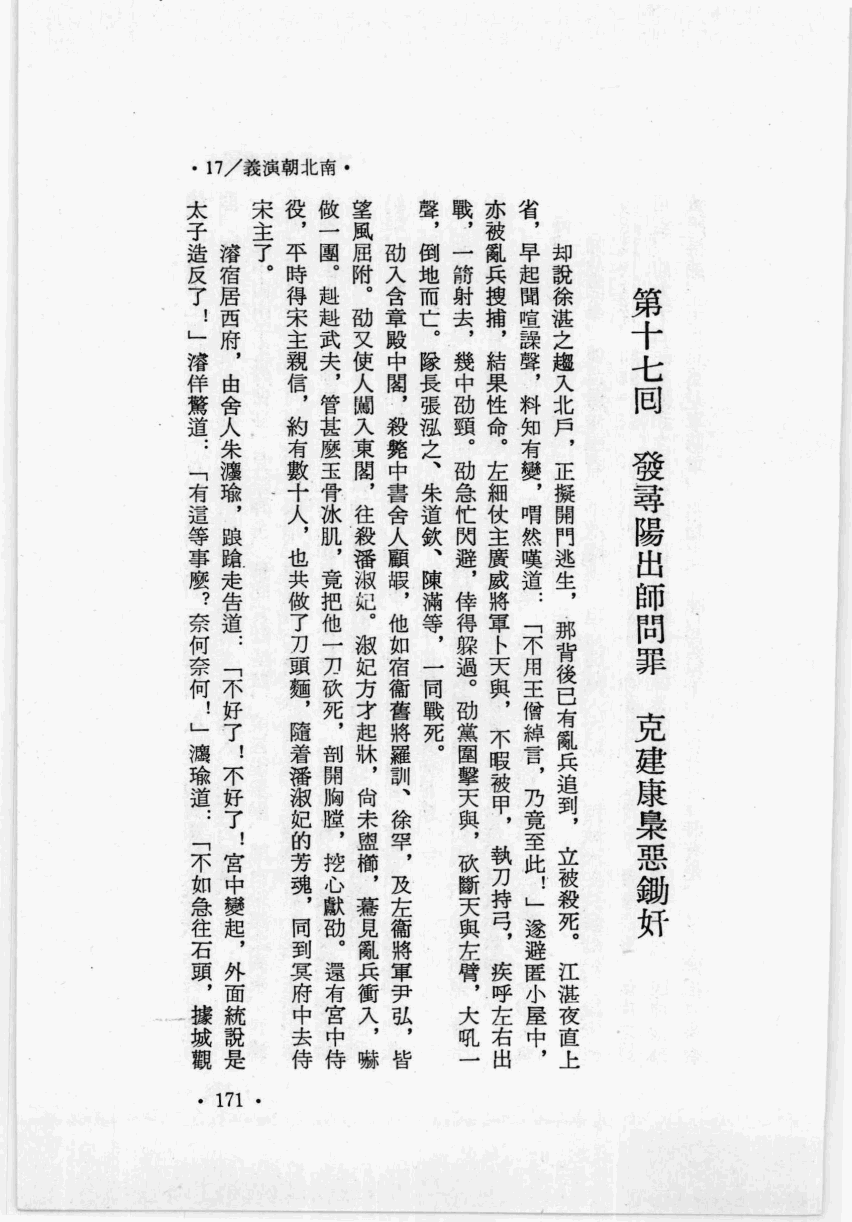 ·17/義演朝北南·
第十七回　發尋陽出師問罪　克建康梟惡鋤奸
却說徐湛之趨入北戶，正擬開門逃生，那背後已有亂兵追到，立被殺死。江湛夜直上
省，早起聞喧譟聲，料知有變，喟然嘆道：「不用王僧綽言，乃竟至此！」遂避匿小屋中，
亦被亂兵搜捕，結果性命。左細仗主廣威將軍卜天與，不暇被甲，執刀持弓，疾呼左右出
戰，一箭射去，幾中劭頸。劭急忙閃避，倖得躲過。劭黨圍擊天與，砍斷天與左臂，大吼一
聲，倒地而亡。隊長張泓之、朱道欽、陳滿等，一同戰死。
劭入含章殿中閣，殺斃中書舍人顧嘏，他如宿衞舊將羅訓、徐罕，及左衞將軍尹弘，皆
望風屈附。劭又使人闖入東閣，往殺潘淑妃。淑妃方才起牀，尙未盥櫛，驀見亂兵衝入，嚇
做一團。赳赳武夫，管甚麽玉骨冰肌，竟把他一刀砍死，剖開胸膛，挖心獻劭。還有宮中侍
役，平時得宋主親信，約有數十人，也共做了刀頭麵，隨着潘淑妃的芳魂，同到冥府中去侍
宋主了。
濬宿居西府，由舍人朱瓊瑜，踉蹌走告道：「不好了！不好了！宮中變起，外面統說是
太子造反了！」濬佯驚道：「有這等事麽？奈何奈何！」瓊瑜道：「不如急往石頭，據城觀
·171·